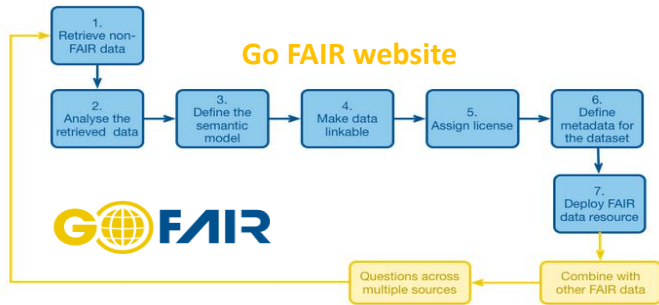 Go FAIR website
1.
Retrieve non-
FAIR data
2.
Analyse the
retrieved data
3.
Define the
semantic
model
4.
Make data
linkable
5.
Assign license
6.
Define
metadata for
the dataset
7.
Deploy FAIR
data resource
GO FAIR
Combine with
other FAIR data
Questions across
multiple sources